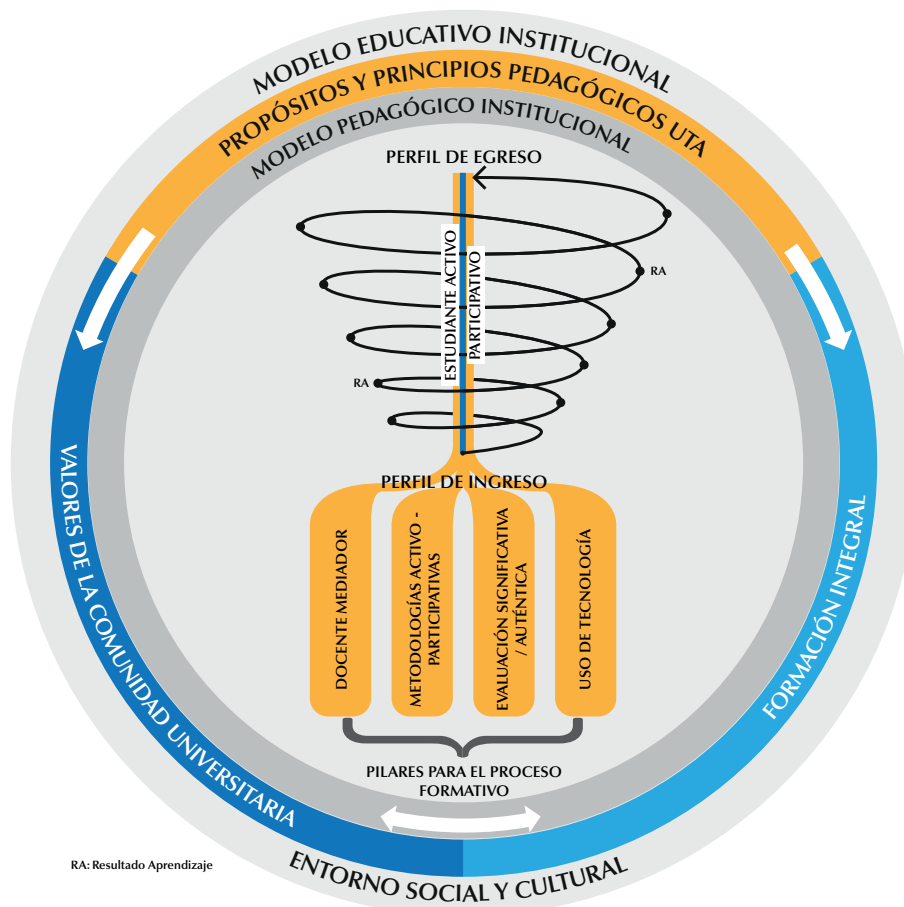 MODELO EDUCATIVO INSTITUCIONAL
PROPÓSITOS Y PRINCIPIOS PEDAGÓGICOS UTA
MODELO PEDAGÓGICO INSTITUCIONAL
PERFIL DE EGRESO
ESTUDIANTE ACTIVO
PARTICIPATIVO
RA
RA
PERFIL DE INGRESO
VALORES DE LA COMUNIDAD UNIVERSITARIA
FORMACIÓN INTEGRAL
DOCENTE MEDIADOR
METODOLOGÍAS ACTIVO -
PARTICIPATIVAS
EVALUACIÓN SIGNIFICATIVA
/ AUTÉNTICA
USO DE TECNOLOGÍA
PILARES PARA EL PROCESO
FORMATIVO
ENTORNO SOCIAL Y CULTURAL
RA: Resultado Aprendizaje